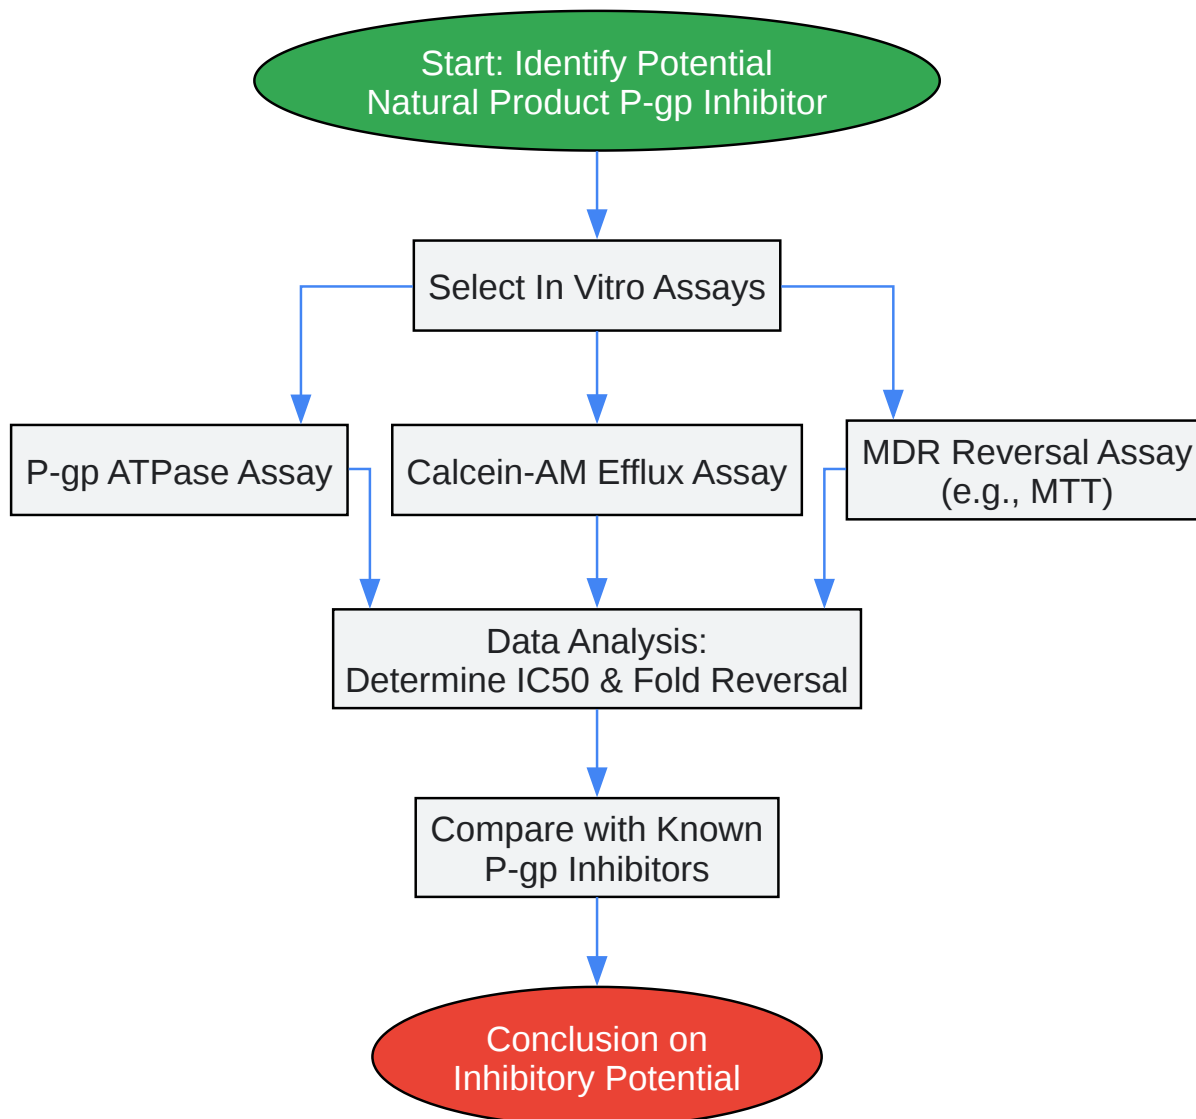 Start: Identify Potential
Natural Product P-gp Inhibitor
Select In Vitro Assays
P-gp ATPase Assay
Calcein-AM Efflux Assay
MDR Reversal Assay
(e.g., MTT)
Data Analysis:
Determine IC50 & Fold Reversal
Compare with Known
P-gp Inhibitors
Conclusion on
Inhibitory Potential